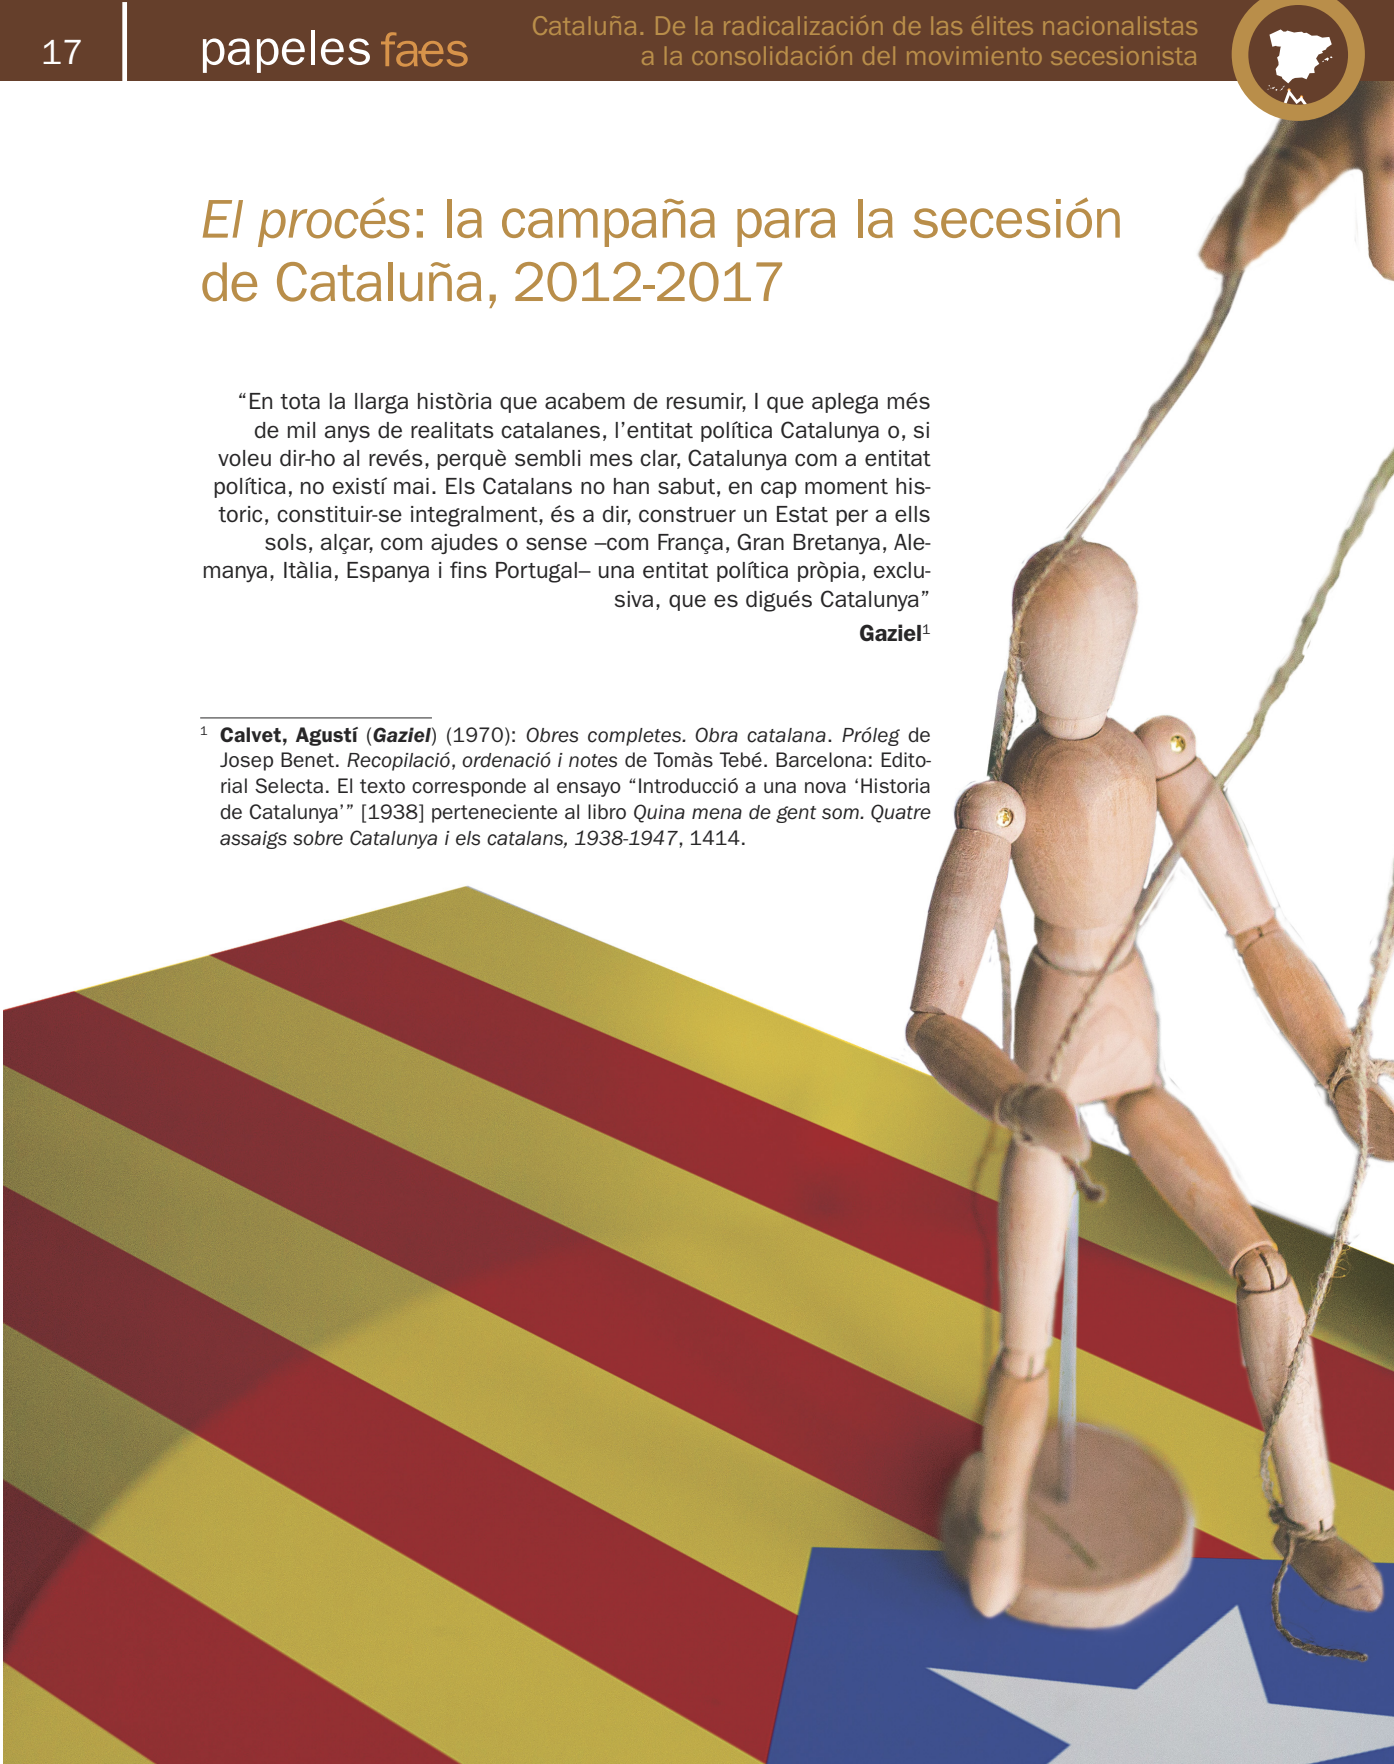 17
papeles faes
Cataluña. De la radicalización de las élites nacionalistas
a la consolidación del movimiento secesionista
El procés: la campaña para la secesión
de Cataluña, 2012-2017
“En tota la llarga història que acabem de resumir, I que aplega més
de mil anys de realitats catalanes, l’entitat política Catalunya o, si
voleu dir-ho al revés, perquè sembli mes clar, Catalunya com a entitat
política, no existí mai. Els Catalans no han sabut, en cap moment his-
toric, constituir-se integralment, és a dir, construer un Estat per a ells
sols, alçar, com ajudes o sense –com França, Gran Bretanya, Ale-
manya, Itàlia, Espanya i fins Portugal– una entitat política pròpia, exclu-
siva, que es digués Catalunya”
Gaziel1
1 Calvet, Agustí (Gaziel) (1970): Obres completes. Obra catalana. Próleg de
Josep Benet. Recopilació, ordenació i notes de Tomàs Tebé. Barcelona: Edito-
rial Selecta. El texto corresponde al ensayo “Introducció a una nova ‘Historia
de Catalunya’” [1938] perteneciente al libro Quina mena de gent som. Quatre
assaigs sobre Catalunya i els catalans, 1938-1947, 1414.